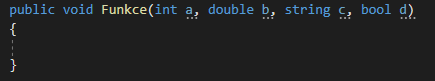 public void Funkce(int a, double b, string c, bool d)
{
}